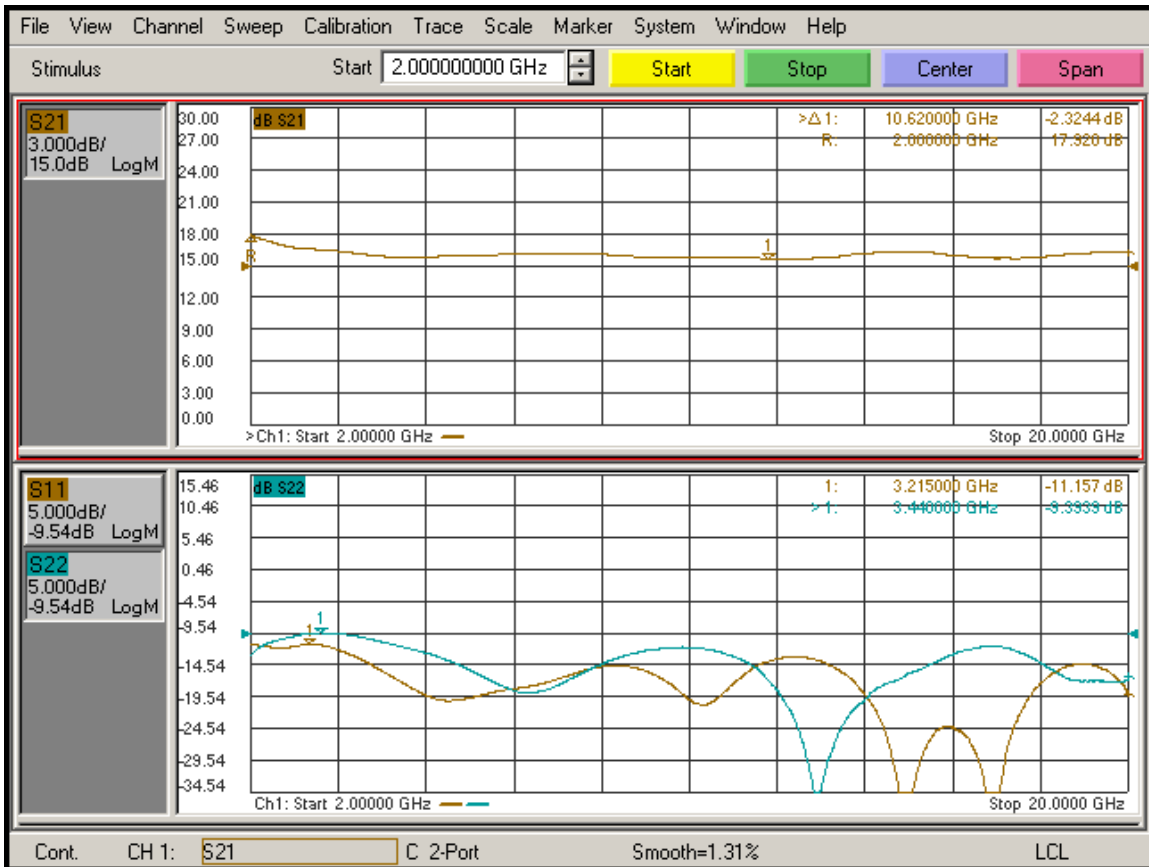 File View Channel Sweep Calibration Trace Scale Marker System Window Help
Stimulus Start 2.000000000 GHz Start Stop Center Span
S21
3.000dB/
15.0dB LogM
30.00
27.00
24.00
21.00
18.00
15.00
12.00
9.00
6.00
3.00
0.00
dB S21
>Δ 1: 10.620000 GHz -2.3244 dB
R: 2.000000 GHz 17.920 dB
1
R
>Ch1: Start 2.00000 GHz Stop 20.0000 GHz
S11
5.000dB/
-9.54dB LogM
S22
5.000dB/
-9.54dB LogM
15.46
10.46
5.46
0.46
-4.54
-9.54
-14.54
-19.54
-24.54
-29.54
-34.54
dB S22
1: 3.215000 GHz -11.157 dB
> 1: 3.440000 GHz -9.3939 dB
1
1
Ch1: Start 2.00000 GHz Stop 20.0000 GHz
Cont. CH 1: S21 C 2-Port Smooth=1.31% LCL